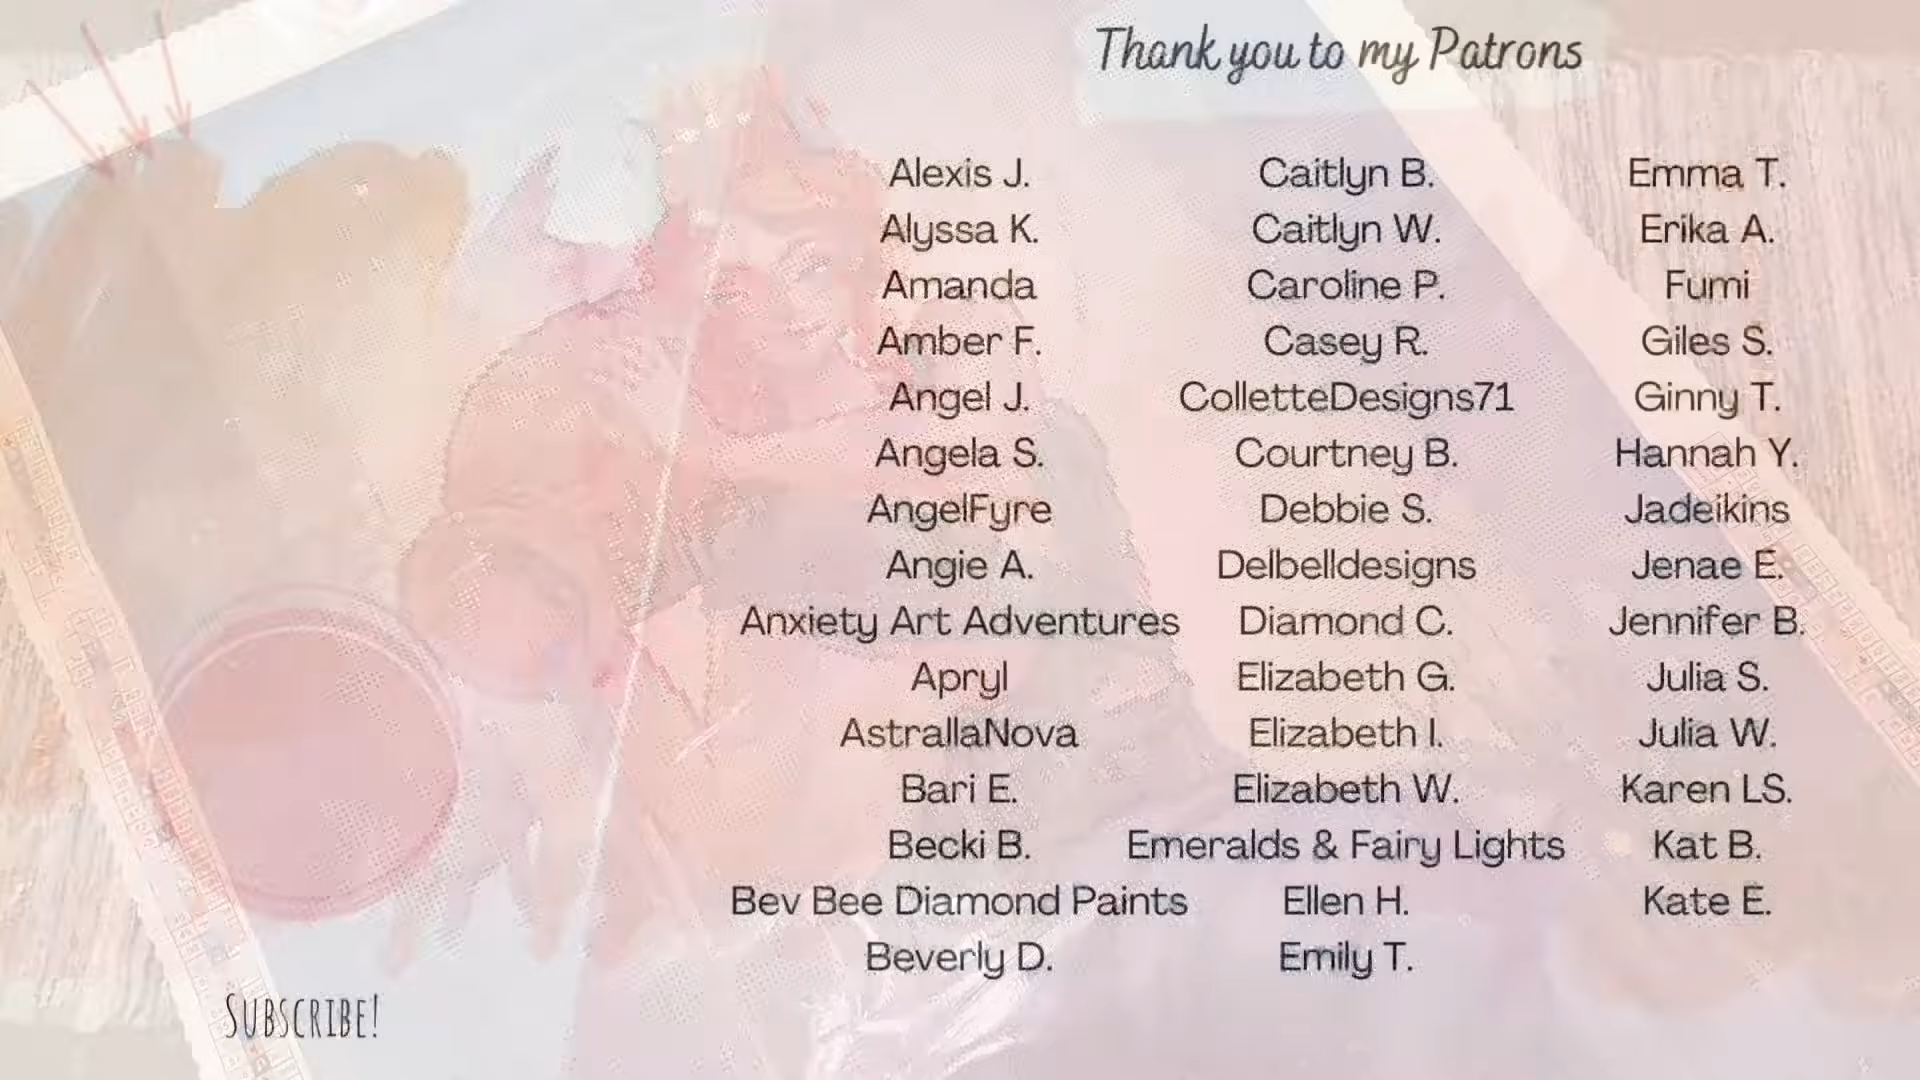 Thank you to my Patrons
Alexis J.
Alyssa K.
Amanda
Amber F.
Angel J.
Angela S.
AngelFyre
Angie A.
Anxiety Art Adventures
Apryl
AstrallaNova
Bari E.
Becki B.
Bev Bee Diamond Paints
Beverly D.
Caitlyn B.
Caitlyn W.
Caroline P.
Casey R.
ColletteDesigns71
Courtney B.
Debbie S.
Delbelldesigns
Diamond C.
Elizabeth G.
Elizabeth I.
Elizabeth W.
Emeralds & Fairy Lights
Ellen H.
Emily T.
Emma T.
Erika A.
Fumi
Giles S.
Ginny T.
Hannah Y.
Jadeikins
Jenae E.
Jennifer B.
Julia S.
Julia W.
Karen LS.
Kat B.
Kate E.
SUBSCRIBE!